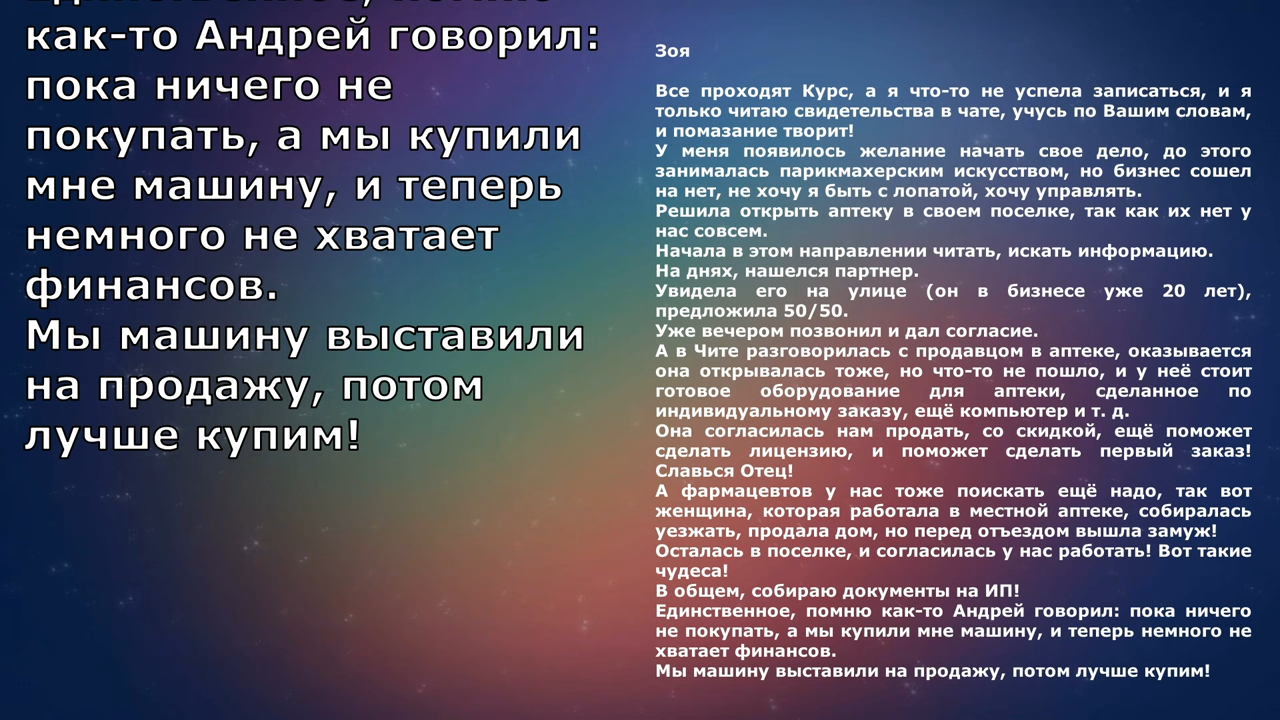 как-то Андрей говорил:
пока ничего не
покупать, а мы купили
мне машину, и теперь
немного не хватает
финансов.
Мы машину выставили
на продажу, потом
лучше купим!
Зоя
Все проходят Курс, а я что-то не успела записаться, и я
только читаю свидетельства в чате, учусь по Вашим словам,
и помазание творит!
У меня появилось желание начать свое дело, до этого
занималась парикмахерским искусством, но бизнес сошел
на нет, не хочу я быть с лопатой, хочу управлять.
Решила открыть аптеку в своем поселке, так как их нет у
нас совсем.
Начала в этом направлении читать, искать информацию.
На днях, нашелся партнер.
Увидела его на улице (он в бизнесе уже 20 лет),
предложила 50/50.
Уже вечером позвонил и дал согласие.
А в Чите разговорилась с продавцом в аптеке, оказывается
она открывалась тоже, но что-то не пошло, и у неё стоит
готовое оборудование для аптеки, сделанное по
индивидуальному заказу, ещё компьютер и т. д.
Она согласилась нам продать, со скидкой, ещё поможет
сделать лицензию, и поможет сделать первый заказ!
Славься Отец!
А фармацевтов у нас тоже поискать ещё надо, так вот
женщина, которая работала в местной аптеке, собиралась
уезжать, продала дом, но перед отъездом вышла замуж!
Осталась в поселке, и согласилась у нас работать! Вот такие
чудеса!
В общем, собираю документы на ИП!
Единственное, помню как-то Андрей говорил: пока ничего
не покупать, а мы купили мне машину, и теперь немного не
хватает финансов.
Мы машину выставили на продажу, потом лучше купим!